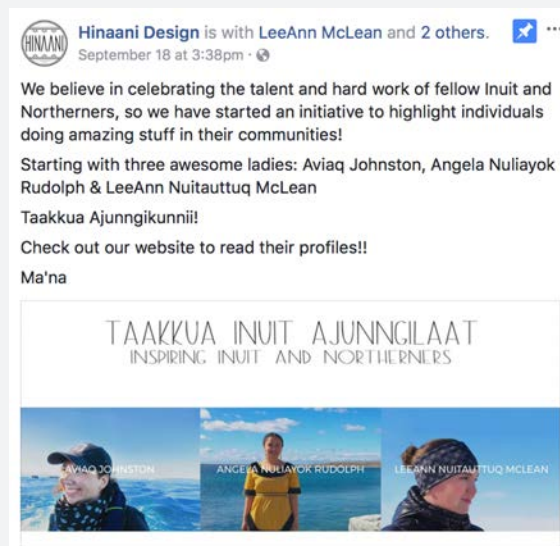 HINAANI
Hinaani Design is with LeeAnn McLean and 2 others.
September 18 at 3:38pm ·
We believe in celebrating the talent and hard work of fellow Inuit and
Northerners, so we have started an initiative to highlight individuals
doing amazing stuff in their communities!
Starting with three awesome ladies: Aviaq Johnston, Angela Nuliayok
Rudolph & LeeAnn Nuitauttuq McLean
Taakkua Ajunngikunnii!
Check out our website to read their profiles!!
Ma'na
TAAKKUA INUIT AJUNNGILAAT
INSPIRING INUIT AND NORTHERNERS
AVIAQ JOHNSTON
ANGELA NULIAYOK RUDOLPH
LEEANN NUITAUTTUQ MCLEAN